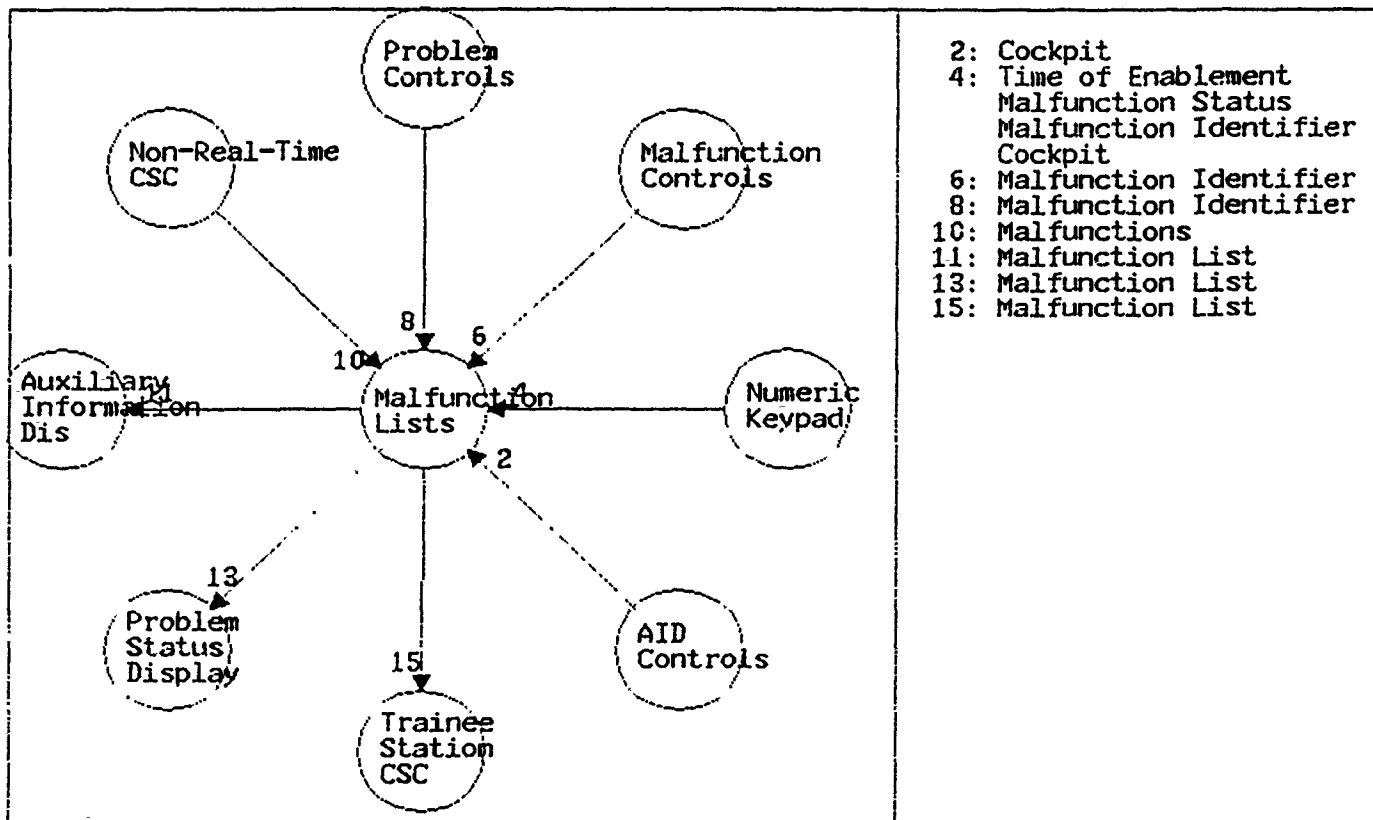 Problem
Controls
Non-Real-Time
CSC
Malfunction
Controls
8
6
10
Auxiliary
Information
Dis
11
Malfunction
Lists
4
Numeric
Keypad
2
13
Problem
Status
Display
AID
Controls
15
Trainee
Station
CSC
2: Cockpit
4: Time of Enablement
Malfunction Status
Malfunction Identifier
Cockpit
6: Malfunction Identifier
8: Malfunction Identifier
10: Malfunctions
11: Malfunction List
13: Malfunction List
15: Malfunction List